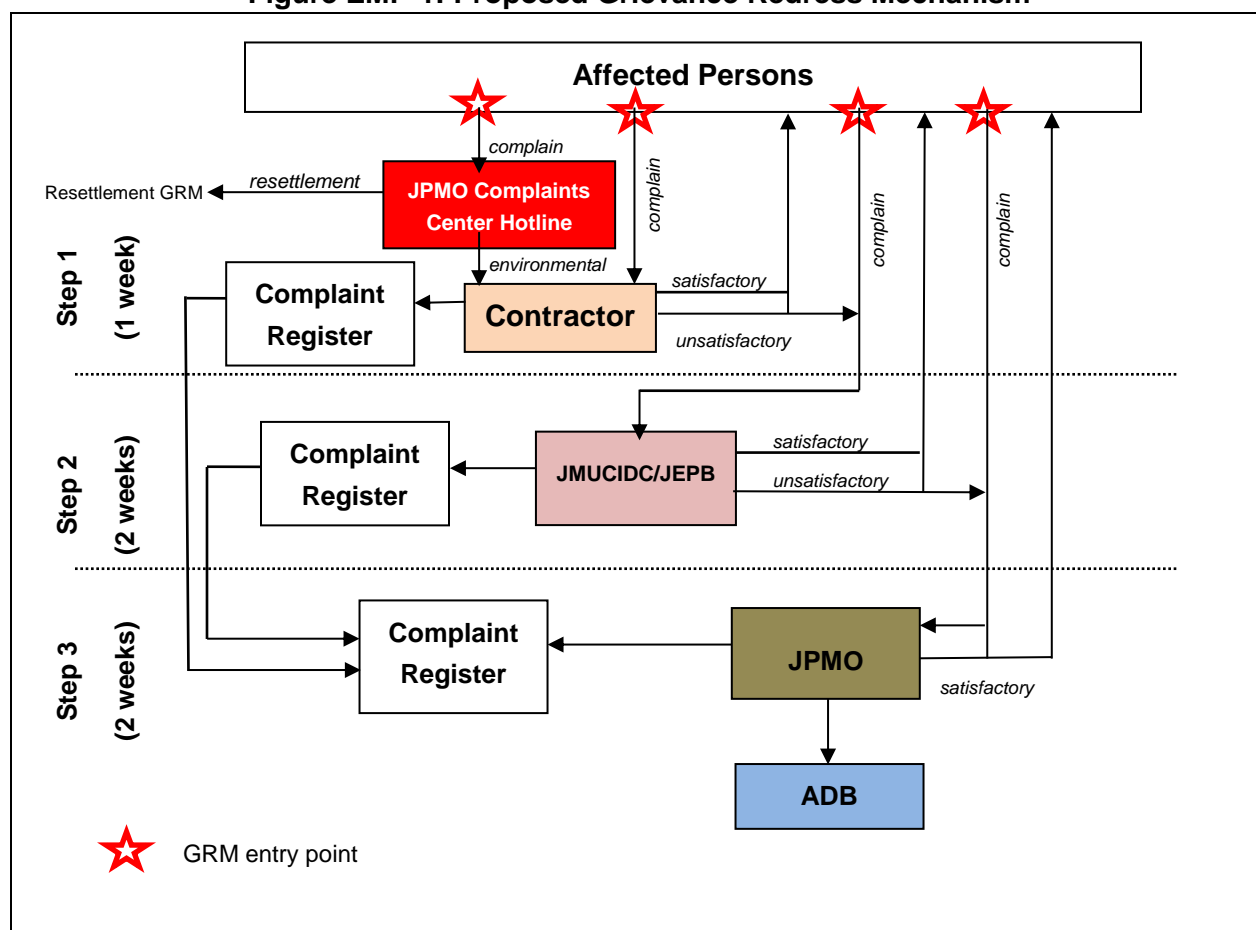 Affected Persons
complain
complain
complain
complain
Resettlement GRM
resettlement
JPMO Complaints
Center Hotline
environmental
Step 1
(1 week)
Complaint
Register
Contractor
satisfactory
unsatisfactory
Step 2
(2 weeks)
Complaint
Register
JMUCIDC/JEPB
satisfactory
unsatisfactory
Step 3
(2 weeks)
Complaint
Register
JPMO
satisfactory
ADB
GRM entry point